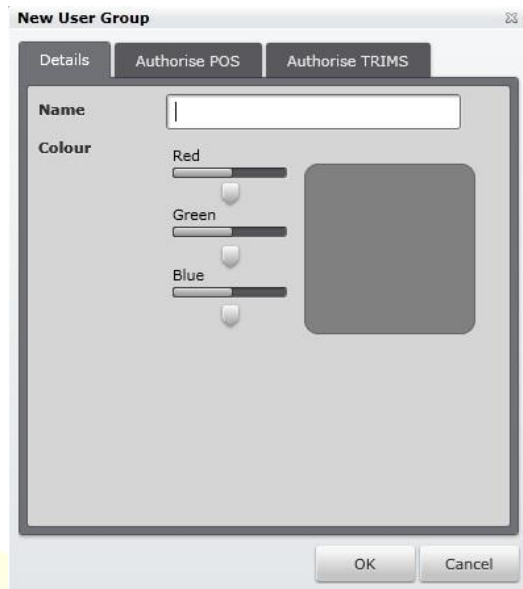 New User Group
Details Authorise POS Authorise TRIMS
Name
Colour
Red
Green
Blue
OK Cancel